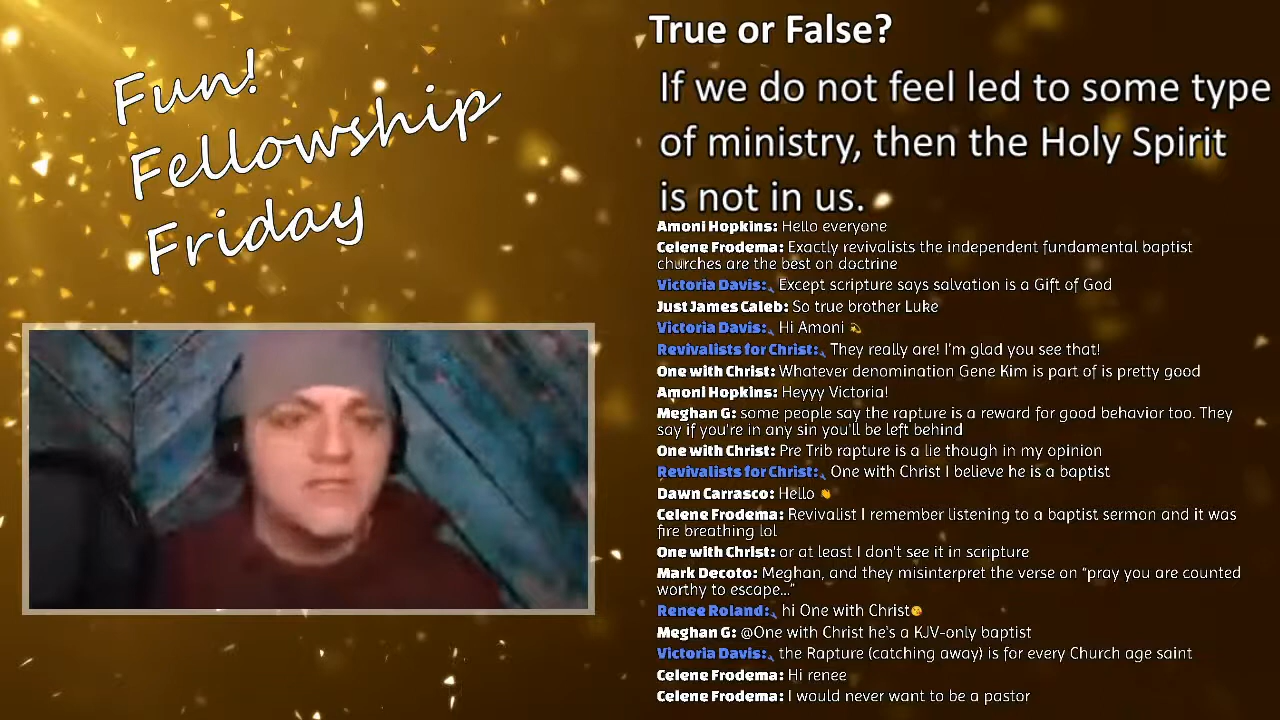 Fun!
Fellowship
Friday
True or False?
If we do not feel led to some type
of ministry, then the Holy Spirit
is not in us.
Amoni Hopkins: Hello everyone
Celene Frodema: Exactly revivalists the independent fundamental baptist
churches are the best on doctrine
Victoria Davis: Except scripture says salvation is a Gift of God
Just James Caleb: So true brother Luke
Victoria Davis: Hi Amoni 💫
Revivalists for Christ: They really are! I'm glad you see that!
One with Christ: Whatever denomination Gene Kim is part of is pretty good
Amoni Hopkins: Heyyy Victoria!
Meghan G: some people say the rapture is a reward for good behavior too. They
say if you're in any sin you'll be left behind
One with Christ: Pre Trib rapture is a lie though in my opinion
Revivalists for Christ: One with Christ I believe he is a baptist
Dawn Carrasco: Hello 👋
Celene Frodema: Revivalist I remember listening to a baptist sermon and it was
fire breathing lol
One with Christ: or at least I don't see it in scripture
Mark Decoto: Meghan, and they misinterpret the verse on "pray you are counted
worthy to escape..."
Renee Roland: hi One with Christ😘
Meghan G: @One with Christ he's a KJV-only baptist
Victoria Davis: the Rapture (catching away) is for every Church age saint
Celene Frodema: Hi renee
Celene Frodema: I would never want to be a pastor